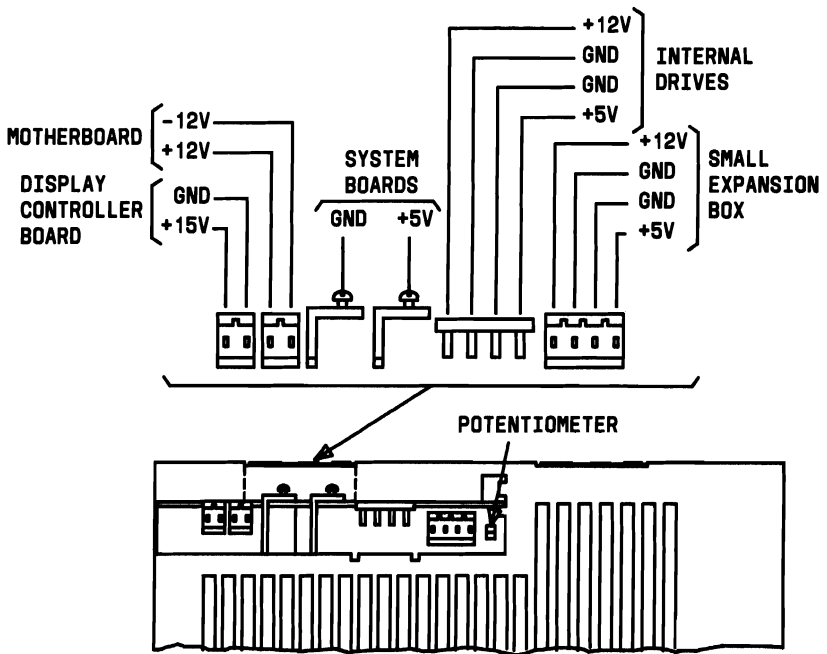 +12V
GND
GND
+5V
INTERNAL
DRIVES
MOTHERBOARD
-12V
+12V
DISPLAY
CONTROLLER
BOARD
GND
+15V
SYSTEM
BOARDS
GND +5V
+12V
GND
GND
+5V
SMALL
EXPANSION
BOX
POTENTIOMETER